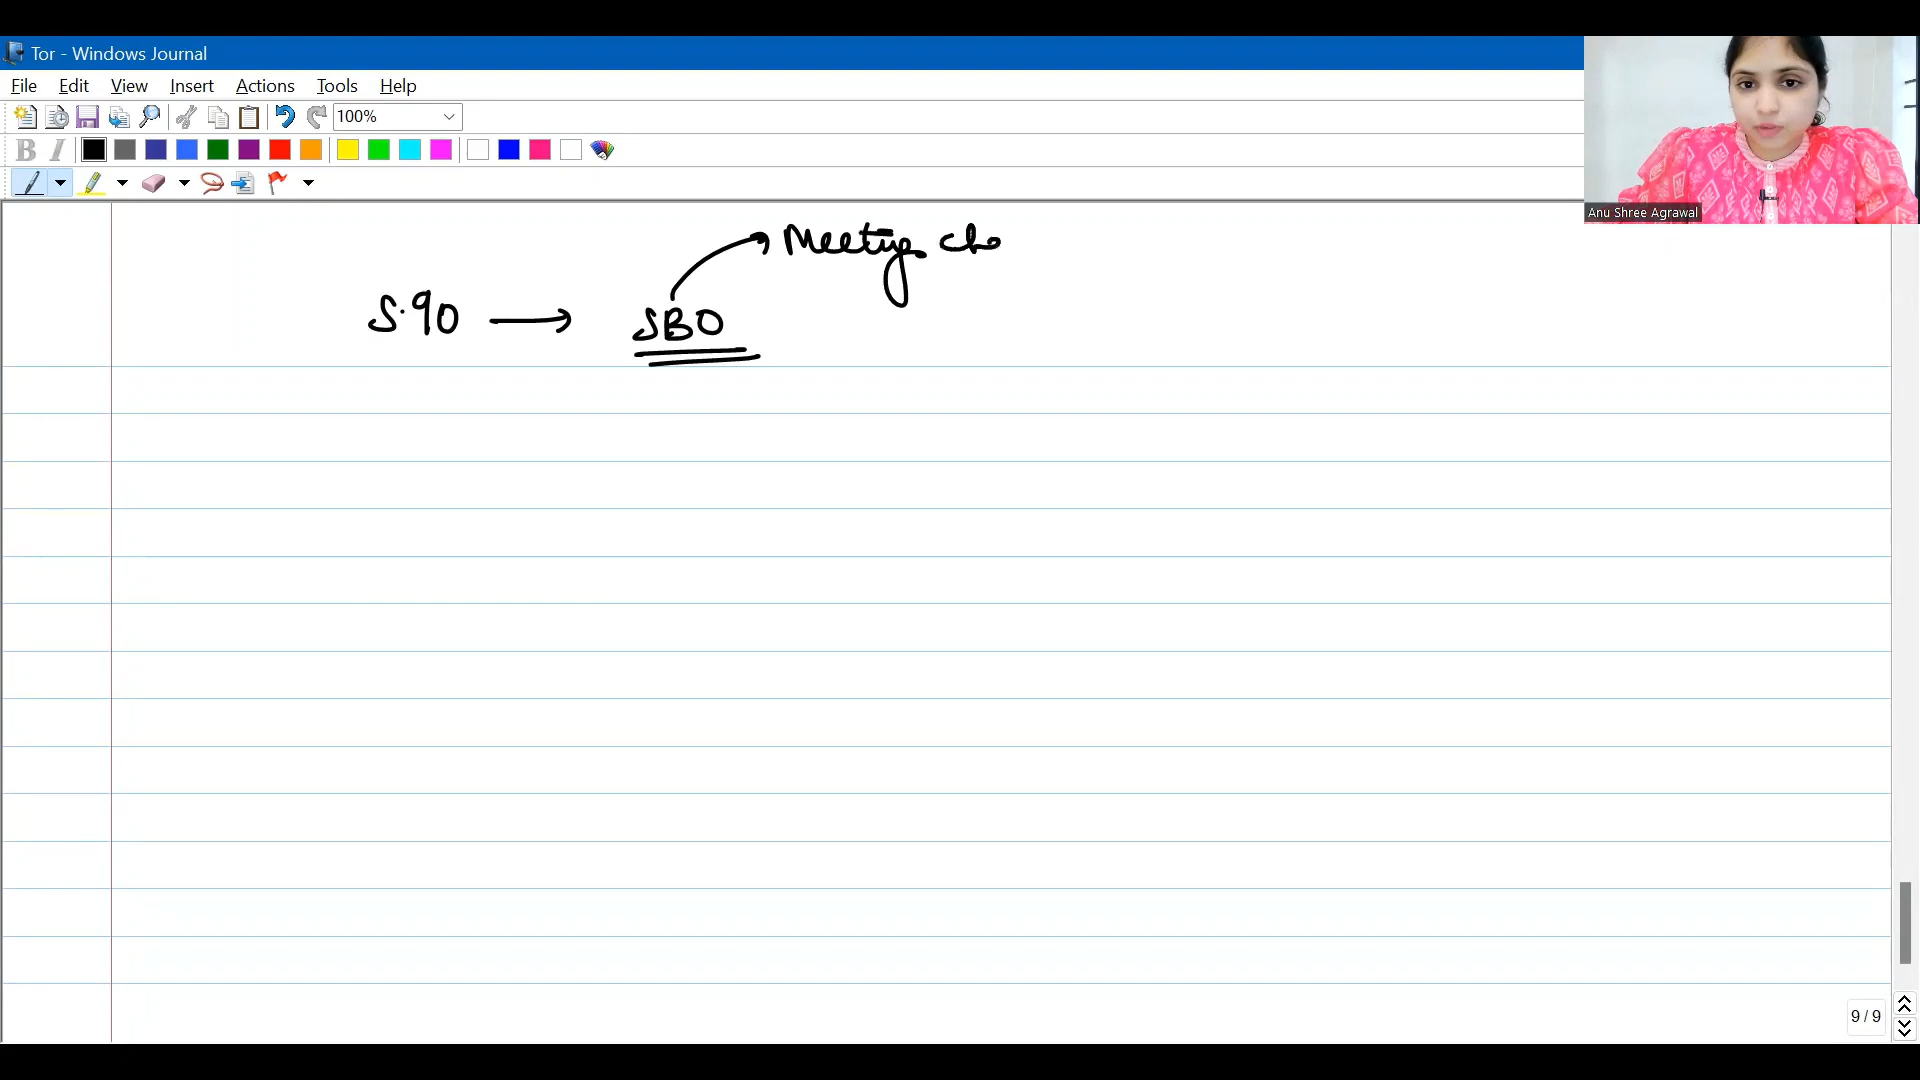 Tor - Windows Journal
File Edit View Insert Actions Tools Help
100%
B I
Anu Shree Agrawal
Meeting cho
S.90 → SBO
9 / 9